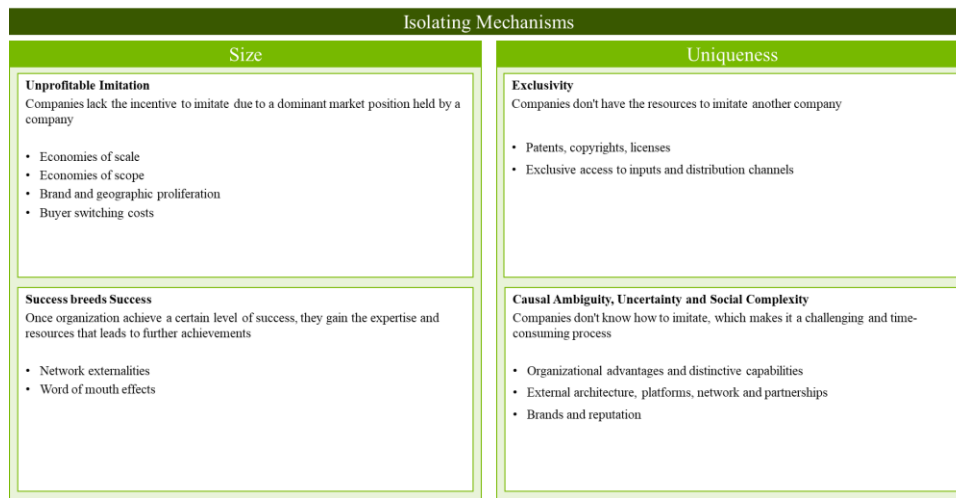 Isolating Mechanisms
Size
Unprofitable Imitation
Companies lack the incentive to imitate due to a dominant market position held by a
company
• Economies of scale
• Economies of scope
• Brand and geographic proliferation
• Buyer switching costs
Success breeds Success
Once organization achieve a certain level of success, they gain the expertise and
resources that leads to further achievements
• Network externalities
• Word of mouth effects
Uniqueness
Exclusivity
Companies don't have the resources to imitate another company
• Patents, copyrights, licenses
• Exclusive access to inputs and distribution channels
Causal Ambiguity, Uncertainty and Social Complexity
Companies don't know how to imitate, which makes it a challenging and time-
consuming process
• Organizational advantages and distinctive capabilities
• External architecture, platforms, network and partnerships
• Brands and reputation